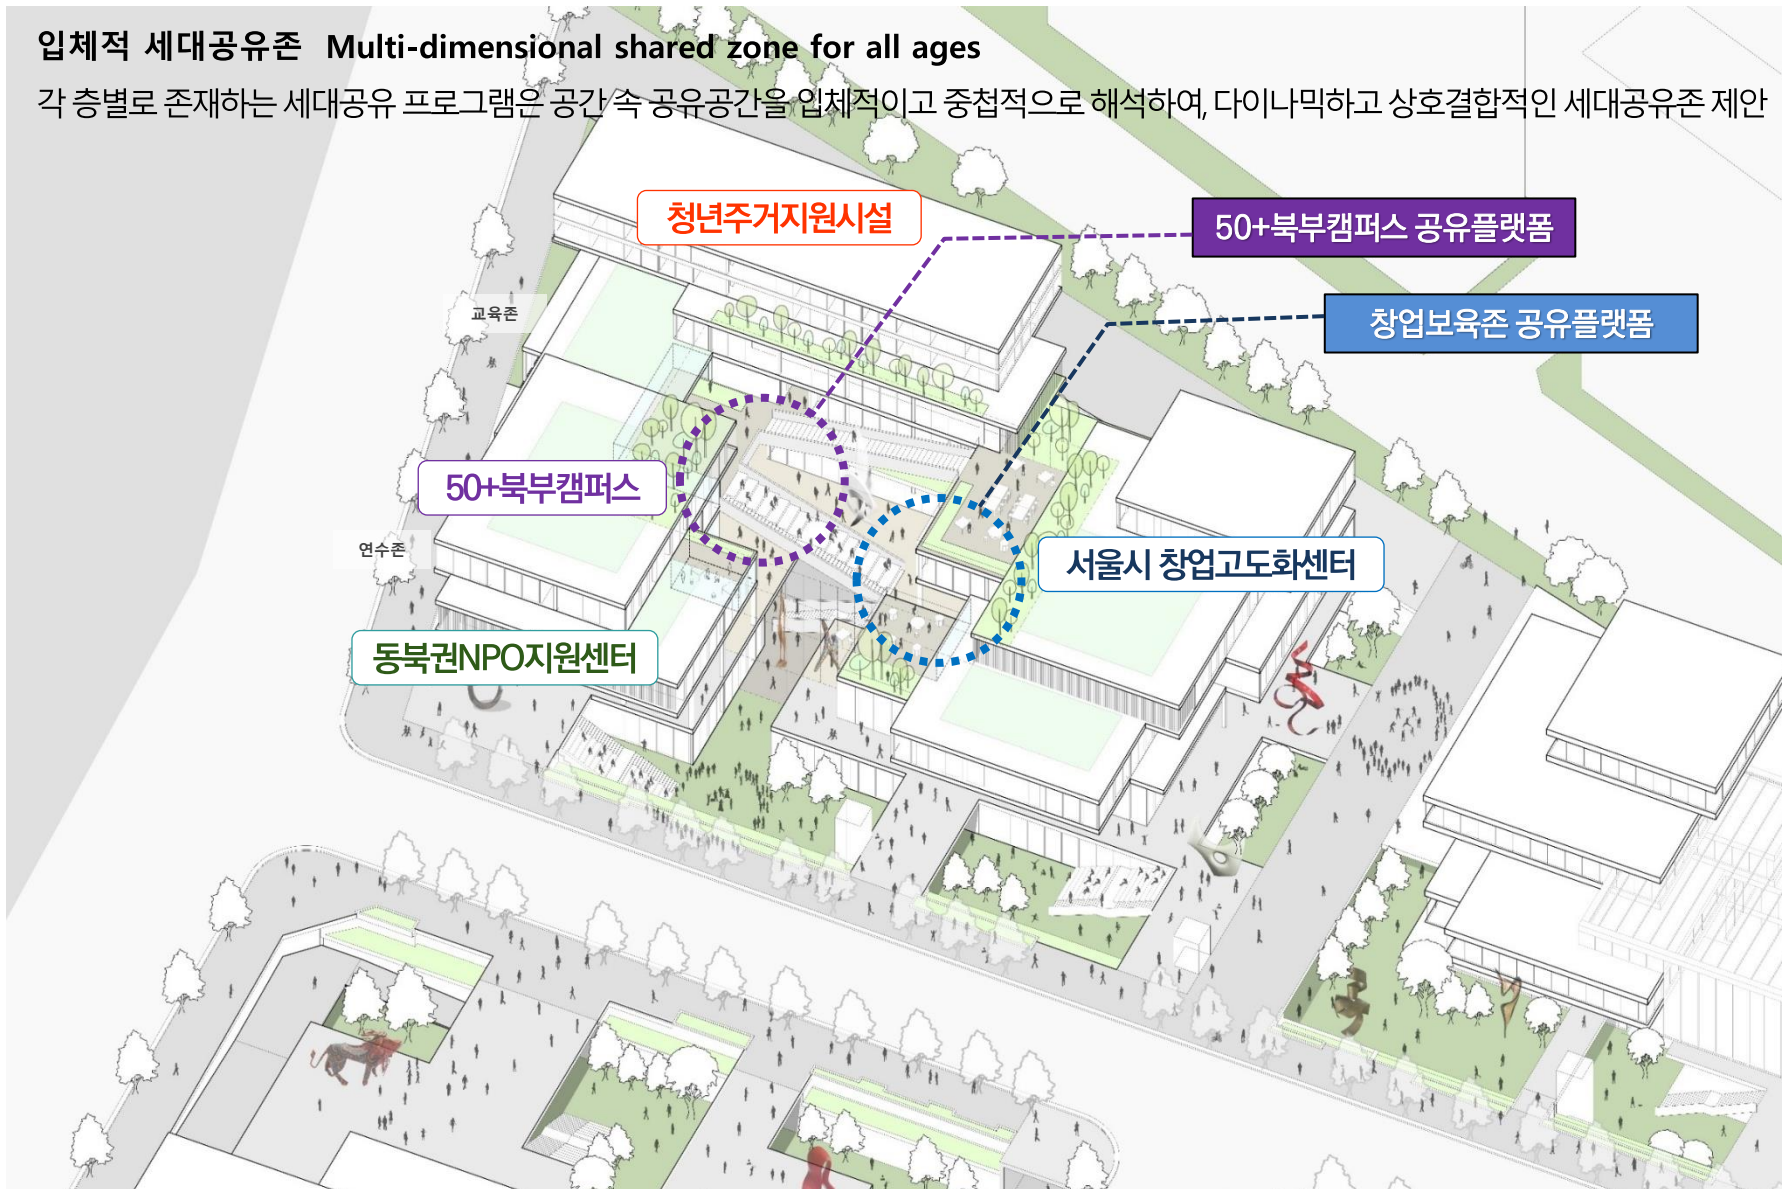 입체적 세대공유존 Multi-dimensional shared zone for all ages
각 층별로 존재하는 세대공유 프로그램은 공간 속 공유공간을 입체적이고 중첩적으로 해석하여, 다이나믹하고 상호결합적인 세대공유존 제안
청년주거지원시설
50+북부캠퍼스 공유플랫폼
창업보육존 공유플랫폼
교육존
50+북부캠퍼스
연수존
서울시 창업고도화센터
동북권NPO지원센터